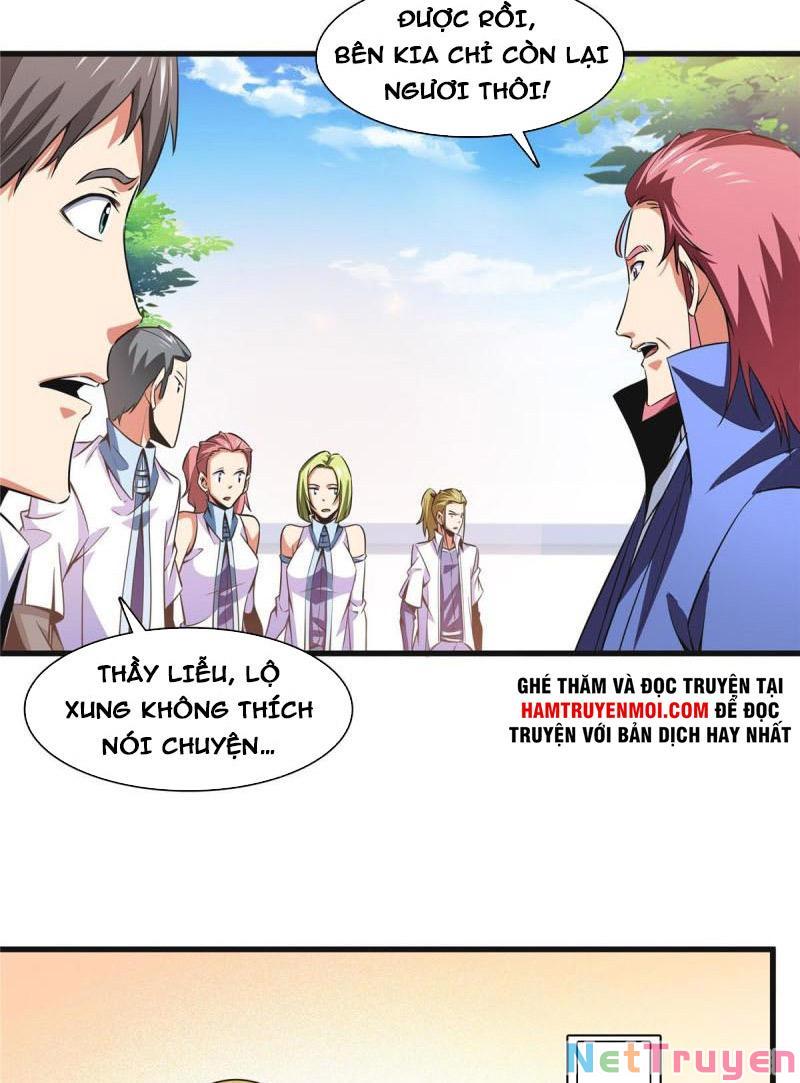 ĐƯỢC RỒI,
BÊN KIA CHỈ CÒN LẠI
NGƯƠI THÔI!
THẦY LIỄU, LỘ
XUNG KHÔNG THÍCH
NÓI CHUYỆN...
GHÉ THĂM VÀ ĐỌC TRUYỆN TẠI
HAMTRUYENMOI.COM ĐỂ ĐỌC
TRUYỆN VỚI BẢN DỊCH HAY NHẤT
NetTruyen